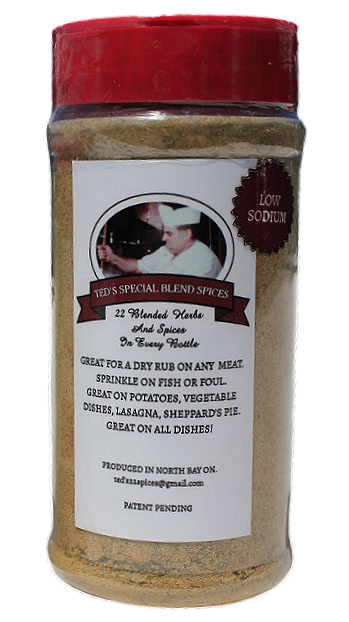 LOW
SODIUM
TED'S SPECIAL BLEND SPICES
22 Blended Herbs
And Spices
In Every Bottle
GREAT FOR A DRY RUB ON ANY MEAT.
SPRINKLE ON FISH OR FOUL.
GREAT ON POTATOES, VEGETABLE
DISHES, LASAGNA, SHEPPARD'S PIE.
GREAT ON ALL DISHES!
PRODUCED IN NORTH BAY ON.
ted's22spices@gmail.com
PATENT PENDING